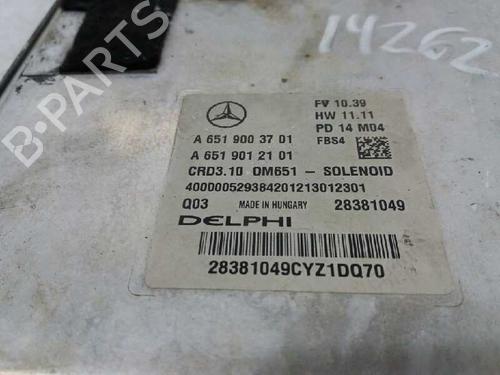 14262
FV 10.39
HW 11.11
A 651 900 37 01 PD 14 M04
A 651 901 21 01 FBS4
CRD3.10 OM651 - SOLENOID
400000529384201213012301
Q03 MADE IN HUNGARY 28381049
DELPHI
28381049CYZ1DQ70
B-PARTS